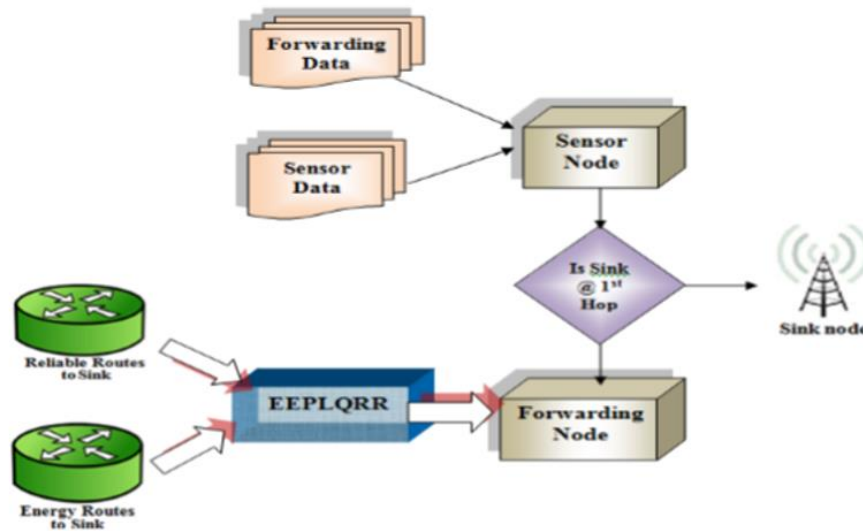 Forwarding
Data
Sensor
Node
Sensor
Data
Is Sink
@ 1st
Hop
Sink node
Reliable Routes
to Sink
EEPLQRR
Forwarding
Node
Energy Routes
to Sink